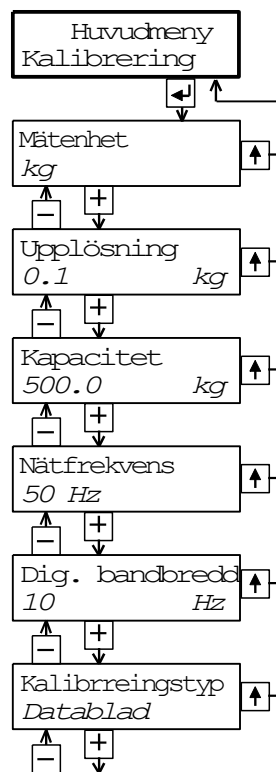 Huvudmeny
Kalibrering
Mätenhet
kg
+
−
Upplösning
0.1 kg
+
−
Kapacitet
500.0 kg
+
−
Nätfrekvens
50 Hz
+
−
Dig. bandbredd
10 Hz
+
−
Kalibrreingstyp
Datablad
+
−